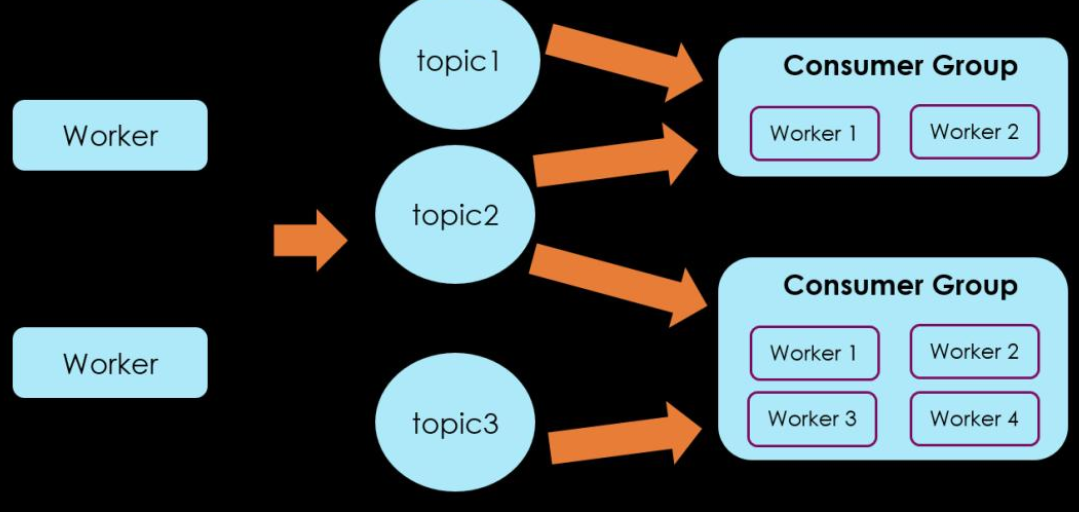 Worker
Worker
topic1
topic2
topic3
Consumer Group
Worker 1
Worker 2
Consumer Group
Worker 1
Worker 2
Worker 3
Worker 4